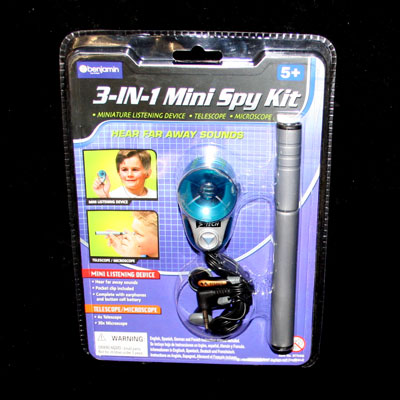 benjamin
5+
3-IN-1 Mini Spy Kit
• MINIATURE LISTENING DEVICE • TELESCOPE • MICROSCOPE
HEAR FAR AWAY SOUNDS
MINI LISTENING DEVICE
TELESCOPE / MICROSCOPE
TECH
MINI LISTENING DEVICE
• Hear far away sounds
• Pocket clip included
• Complete with earphones and button cell battery
TELESCOPE/MICROSCOPE
• Telescope
• 30x Microscope
WARNING